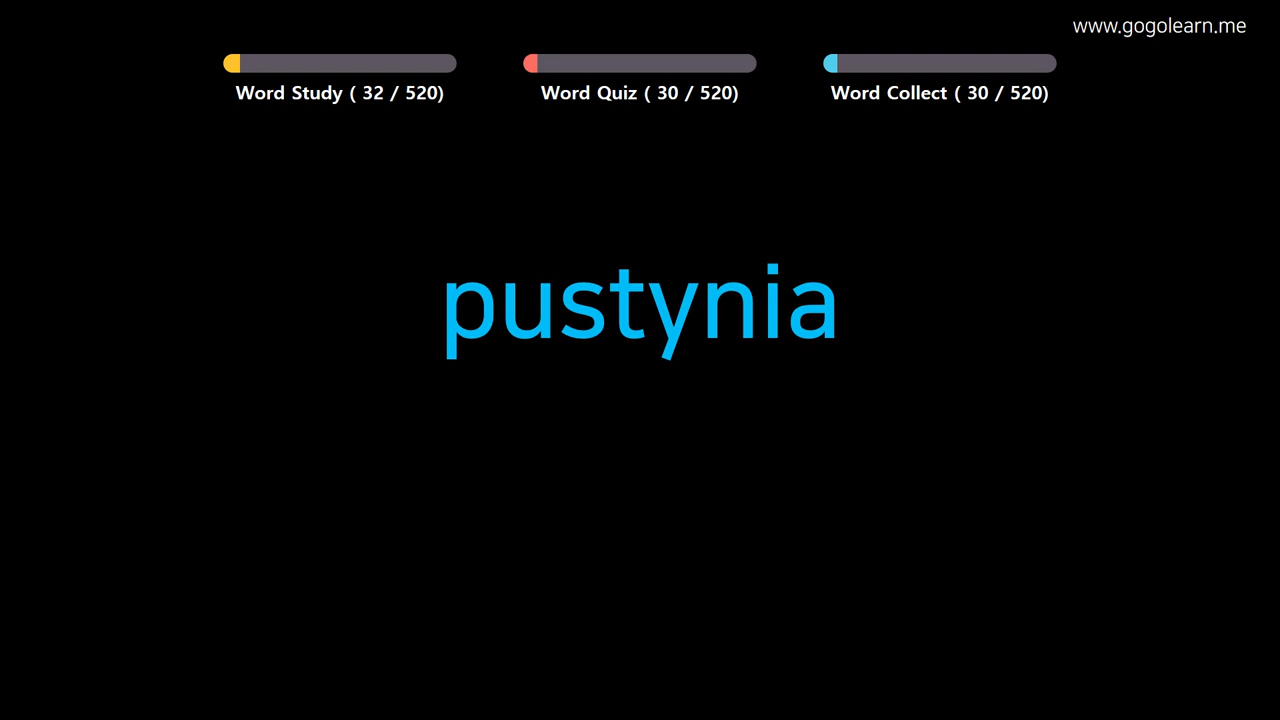 www.gogolearn.me
Word Study ( 32 / 520)
Word Quiz ( 30 / 520)
Word Collect ( 30 / 520)
pustynia